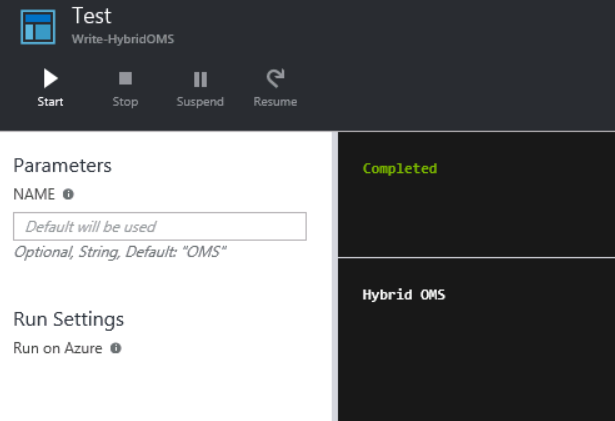 Test
Write-HybridOMS
Start Stop Suspend Resume
Parameters
NAME
Default will be used
Optional, String, Default: "OMS"
Run Settings
Run on Azure
Completed
Hybrid OMS